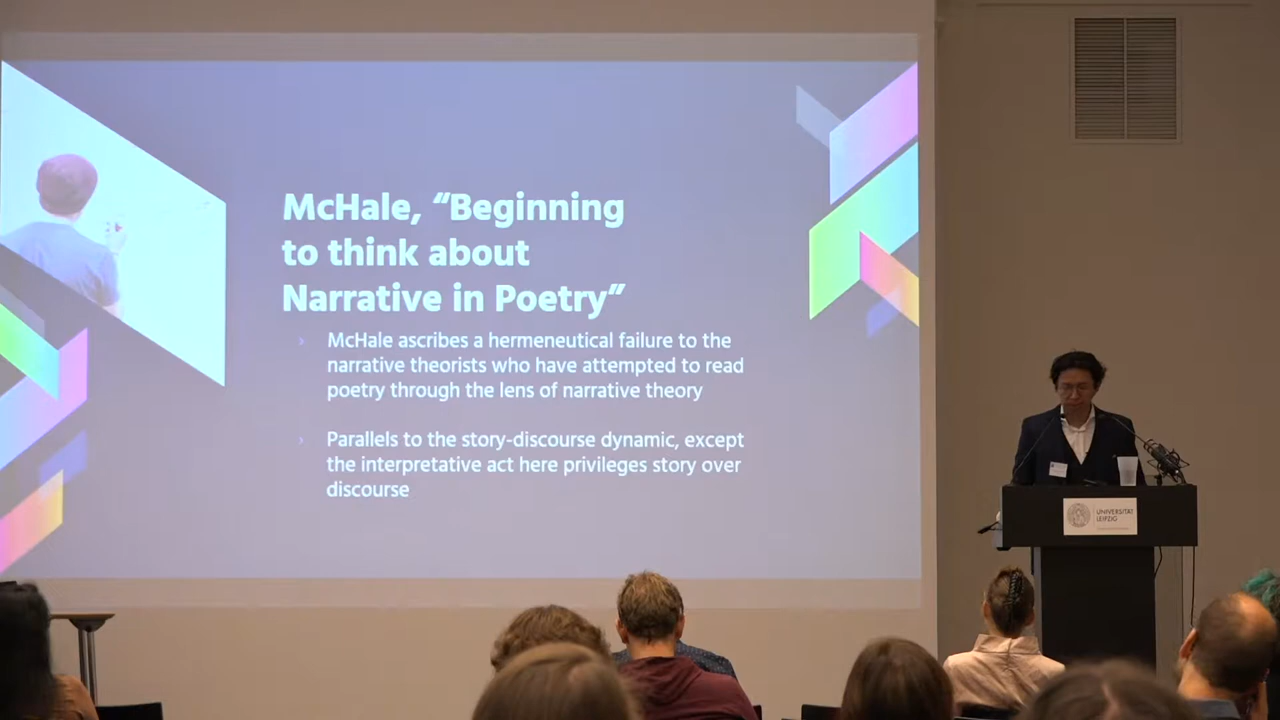 McHale, “Beginning
to think about
Narrative in Poetry”
McHale ascribes a hermeneutical failure to the
narrative theorists who have attempted to read
poetry through the lens of narrative theory
Parallels to the story-discourse dynamic, except
the interpretative act here privileges story over
discourse
UNIVERSITÄT
LEIPZIG